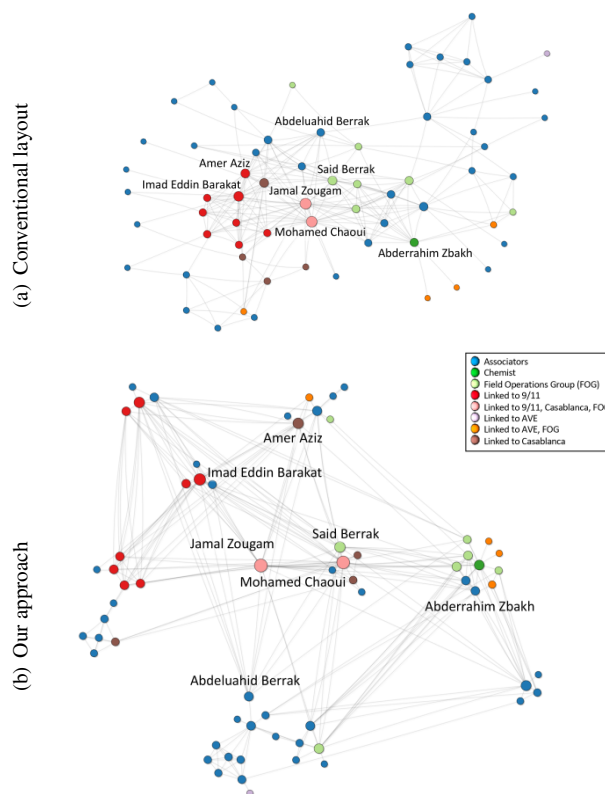 (a) Conventional layout
Abdeluahid Berrak
Amer Aziz
Said Berrak
Imad Eddin Barakat
Jamal Zougam
Mohamed Chaoui
Abderrahim Zbakh
(b) Our approach
Associators
Chemist
Field Operations Group (FOG)
Linked to 9/11
Linked to 9/11, Casablanca, FO
Linked to AVE
Linked to AVE, FOG
Linked to Casablanca
Amer Aziz
Imad Eddin Barakat
Said Berrak
Jamal Zougam
Mohamed Chaoui
Abderrahim Zbakh
Abdeluahid Berrak